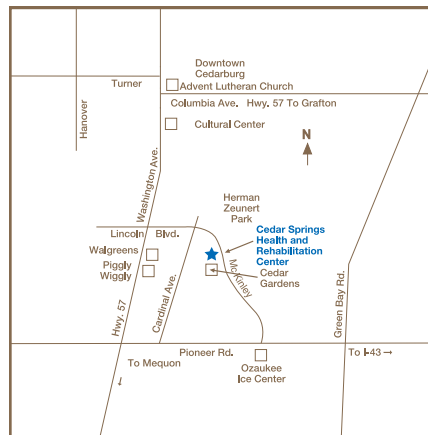 Downtown
Cedarburg
Turner
Advent Lutheran Church
Columbia Ave. Hwy. 57 To Grafton
Hanover
Cultural Center
N
Washington Ave.
Herman
Zeunert
Park
Lincoln Blvd.
Cedar Springs
Health and
Rehabilitation
Center
Walgreens
Piggly
Wiggly
Cedar
Gardens
McKinley
Cardinal Ave.
Green Bay Rd.
Hwy. 57
Pioneer Rd.
To I-43
To Mequon
Ozaukee
Ice Center